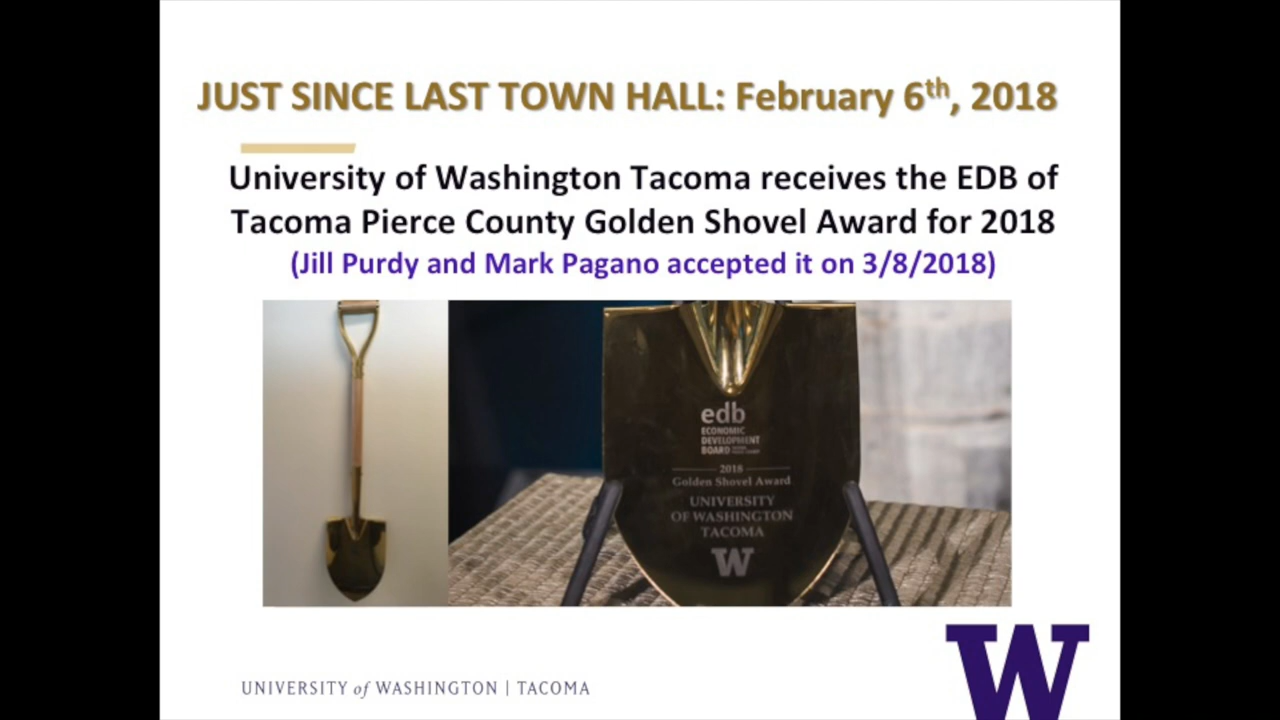 JUST SINCE LAST TOWN HALL: February 6th, 2018
University of Washington Tacoma receives the EDB of
Tacoma Pierce County Golden Shovel Award for 2018
(Jill Purdy and Mark Pagano accepted it on 3/8/2018)
edb
ECONOMIC
DEVELOPMENT
BOARD
2018
Golden Shovel Award
UNIVERSITY
OF WASHINGTON
TACOMA
W
UNIVERSITY of WASHINGTON | TACOMA
W